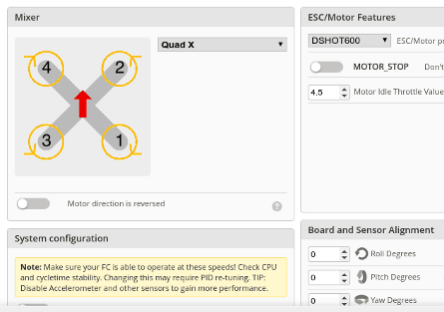 Mixer
4
2
3
1
Quad X
Motor direction is reversed
?
System configuration
Note: Make sure your FC is able to operate at these speeds! Check CPU
and cycletime stability. Changing this may require PID re-tuning. TIP:
Disable Accelerometer and other sensors to gain more performance.
ESC/Motor Features
DSHOT600
ESC/Motor pr
MOTOR_STOP
Don't
4.5
Motor Idle Throttle Value
Board and Sensor Alignment
0
Roll Degrees
0
Pitch Degrees
0
Yaw Degrees